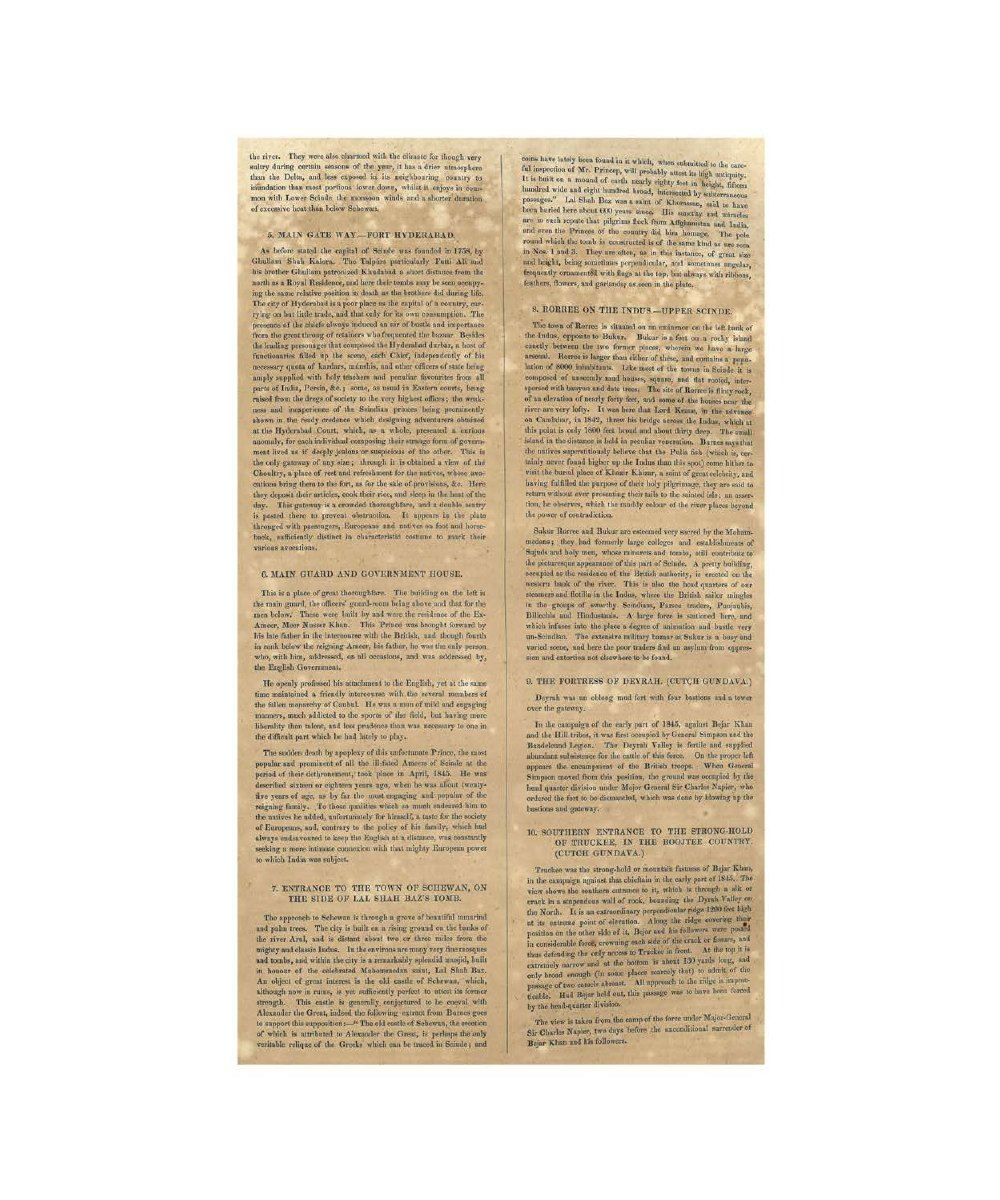 the river. They were also charmed with the climate for though very
sultry during certain seasons of the year, it has a drier atmosphere
than the Delta, and less exposed in its neighbouring country to
inundation than most portions lower down, whilst it enjoys in com-
mon with Lower Scinde the monsoon winds and a shorter duration
of excessive heat than below Sehewan.
5. MAIN GATE WAY.—FORT HYDERABAD.
As before stated the capital of Scinde was founded in 1758, by
Ghullam Shah Kalora. The Talpúrs particularly Futti Ali and
his brother Ghullam patronized Khudabad a short distance from the
north as a Royal Residence, and here their tombs may be seen occupy-
ing the same relative position in death as the brothers did during life.
The city of Hyderabad is a poor place as the capital of a country, car-
rying on but little trade, and that only for its own consumption. The
presence of the chiefs always induced an air of bustle and importance
from the great throng of retainers who frequented the bazaar. Besides
the leading personages that composed the Hyderabad durbar, a host of
functionaries filled up the scene, each Chief, independently of his
necessary quota of kardars, múnshis, and other officers of state being
amply supplied with holy teachers and peculiar favourites from all
parts of India, Persia, &c.; some, as usual in Eastern courts, being
raised from the dregs of society to the very highest offices; the weak-
ness and inexperience of the Scindian princes being prominently
shown in the ready credence which designing adventurers obtained
at the Hyderabad Court, which, as a whole, presented a curious
anomaly, for each individual composing their strange form of govern-
ment lived as if deeply jealous or suspicious of the other. This is
the only gateway of any size; through it is obtained a view of the
Choultry, a place of rest and refreshment for the natives, whose avo-
cations bring them to the fort, as for the sale of provisions, &c. Here
they deposit their articles, cook their rice, and sleep in the heat of the
day. This gateway is a crowded thoroughfare, and a double sentry
is posted there to prevent obstruction. It appears in the plate
thronged with passengers, European and natives on foot and horse-
back, sufficiently distinct in characteristic costume to mark their
various avocations.
6. MAIN GUARD AND GOVERNMENT HOUSE.
This is a place of great thoroughfare. The building on the left is
the main guard, the officers' guard-room being above and that for the
men below. These were built by and were the residence of the Ex-
Ameer, Meer Nusser Khan. This Prince was brought forward by
his late father in the intercourse with the British, and though fourth
in rank below the reigning Ameer, his father, he was the only person
who, with him, addressed, on all occasions, and was addressed by,
the English Government.
He openly professed his attachment to the English, yet at the same
time maintained a friendly intercourse with the several members of
the fallen monarchy of Caubul. He was a man of mild and engaging
manners, much addicted to the sports of the field, but having more
liberality than talent, and less prudence than was necessary to one in
the difficult part which he had lately to play.
The sudden death by apoplexy of this unfortunate Prince, the most
popular and prominent of all the ill-fated Ameers of Scinde at the
period of their dethronement, took place in April, 1845. He was
described sixteen or eighteen years ago, when he was about twenty-
five years of age, as by far the most engaging and popular of the
reigning family. To those qualities which so much endeared him to
the natives he added, unfortunately for himself, a taste for the society
of Europeans, and, contrary to the policy of his family, which had
always endeavoured to keep the English at a distance, was constantly
seeking a more intimate connexion with that mighty European power
to which India was subject.
7. ENTRANCE TO THE TOWN OF SCHEWAN, ON
THE SIDE OF LAL SHAH BAZ'S TOMB.
The approach to Sehewan is through a grove of beautiful tamarind
and palm trees. The city is built on a rising ground on the banks of
the river Arul, and is distant about two or three miles from the
mighty and classic Indus. In the environs are many very fine mosques
and tombs, and within the city is a remarkably splendid masjid, built
in honour of the celebrated Mahomendan saint, Lal Shah Baz.
An object of great interest is the old castle of Schewan, which,
although now in ruins, is yet sufficiently perfect to attest its former
strength. This castle is generally conjectured to be coeval with
Alexander the Great, indeed the following extract from Burnes goes
to support this supposition:—"The old castle of Sehewan, the erection
of which is attributed to Alexander the Great, is perhaps the only
veritable relique of the Greeks which can be traced in Scinde; and
coins have lately been found in it which, when submitted to the care-
ful inspection of Mr. Princep, will probably attest its high antiquity.
It is built on a mound of earth nearly eighty feet in height, fifteen
hundred wide and eight hundred broad, intersected by subterraneous
passages." Lal Shah Baz was a saint of Khorassan, said to have
been buried here about 600 years since. His sanctity and miracles
are in such repute that pilgrims flock from Affghanistan and India,
and even the Princes of the country did him homage. The pole
round which the tomb is constructed is of the same kind as are seen
in Nos. 1 and 3. They are often, as in this instance, of great size
and height, being sometimes perpendicular, and sometimes angular,
frequently ornamented with flags at the top, but always with ribbons,
feathers, flowers, and garlands; as seen in the plate.
8. RORREE ON THE INDUS.—UPPER SCINDE.
The town of Rorree is situated on an eminence on the left bank of
the Indus, opposite to Bukur. Bukur is a fort on a rocky island
exactly between the two former places, wherein we have a large
arsenal. Rorree is larger than either of these, and contains a popu-
lation of 8000 inhabitants. Like most of the towns in Scinde it is
composed of unseemly mud houses, square, and flat roofed, inter-
spersed with banyan and date trees. The site of Rorree is flinty rock,
of an elevation of nearly forty feet, and some of the houses near the
river are very lofty. It was here that Lord Keane, in the advance
on Candahar, in 1842, threw his bridge across the Indus, which at
this point is only 1600 feet broad and about thirty deep. The small
island in the distance is held in peculiar veneration. Burnes says that
the natives superstitiously believe that the Pulla fish (which is, cer-
tainly never found higher up the Indus than this spot) come hither to
visit the burial place of Khaur Khizur, a saint of great celebrity, and
having fulfilled the purpose of their holy pilgrimage, they are said to
return without ever presenting their tails to the sainted isle; an asser-
tion, he observes, which the muddy colour of the river places beyond
the power of contradiction.
Sukur Rorree and Bukur are esteemed very sacred by the Moham-
medans; they had formerly large colleges and establishments of
Sajuds and holy men, whose minarets and tombs, still contribute to
the picturesque appearance of this part of Scinde. A pretty building,
occupied as the residence of the British authority, is erected on the
western bank of the river. This is also the head quarters of our
steamers and flotilla in the Indus, where the British sailor mingles
in the groups of swarthy Scindians, Parsee traders, Punjaubis,
Bilúchis and Hindustanis. A large force is stationed here, and
which infuses into the place a degree of animation and bustle very
un-Scindian. The extensive military bazaar at Sukur is a busy and
varied scene, and here the poor traders find an asylum from oppres-
sion and extortion not elsewhere to be found.
9. THE FORTRESS OF DEYRAH. (CUTCH GUNDAVA.)
Deyrah was an oblong mud fort with four bastions and a tower
over the gateway.
In the campaign of the early part of 1845, against Bejar Khan
and the Hill tribes, it was first occupied by General Simpson and the
Bundelcund Legion. The Deyrah Valley is fertile and supplied
abundant subsistence for the cattle of this force. On the proper left
appears the encampment of the British troops. When General
Simpson moved from this position, the ground was occupied by the
head quarter division under Major General Sir Charles Napier, who
ordered the fort to be dismantled, which was done by blowing up the
bastions and gateway.
10. SOUTHERN ENTRANCE TO THE STRONG-HOLD
OF TRUCKEE, IN THE BOOJTEE COUNTRY.
(CUTCH GUNDAVA.)
Truckee was the strong-hold or mountain fastness of Bejar Khan,
in the campaign against that chieftain in the early part of 1845. The
view shows the southern entrance to it, which is through a slit or
crack in a stupendous wall of rock, bounding the Dyrah Valley on
the North. It is an extraordinary perpendicular ridge 1200 feet high
at its extreme point of elevation. Along the ridge covering their
position on the other side of it, Bejar and his followers were posted
in considerable force, crowning each side of the crack or fissure, and
thus defending the only access to Truckee in front. At the top it is
extremely narrow and at the bottom is about 150 yards long, and
only broad enough (in some places scarcely that) to admit of the
passage of two camels abreast. All approach to the ridge is imprac-
ticable. Had Bejar held out, this passage was to have been forced
by the head-quarter division.
The view is taken from the camp of the force under Major-General
Sir Charles Napier, two days before the unconditional surrender of
Bejar Khan and his followers.